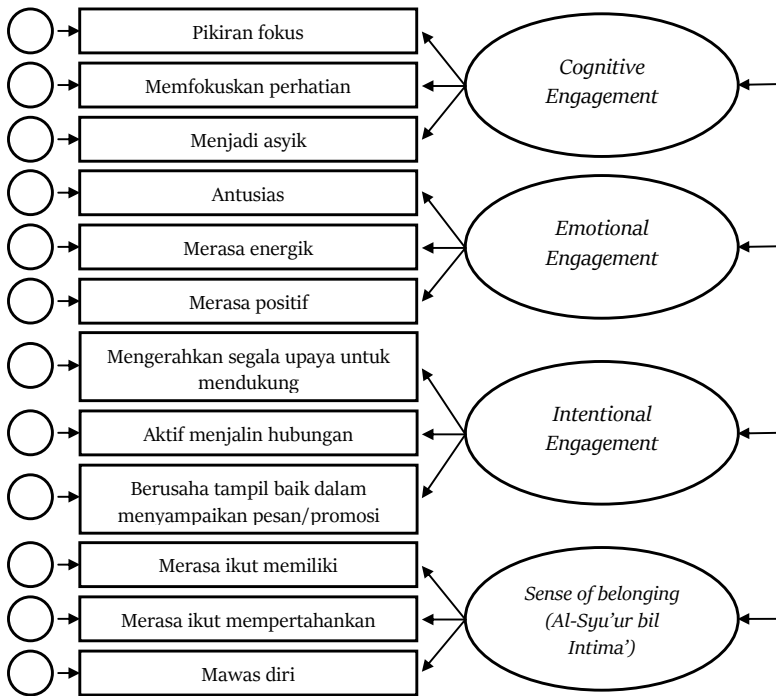 Pikiran fokus
Memfokuskan perhatian
Menjadi asyik
Cognitive
Engagement
Antusias
Merasa energik
Merasa positif
Emotional
Engagement
Mengerahkan segala upaya untuk
mendukung
Aktif menjalin hubungan
Berusaha tampil baik dalam
menyampaikan pesan/promosi
Intentional
Engagement
Merasa ikut memiliki
Merasa ikut mempertahankan
Mawas diri
Sense of belonging
(Al-Syu'ur bil
Intima')